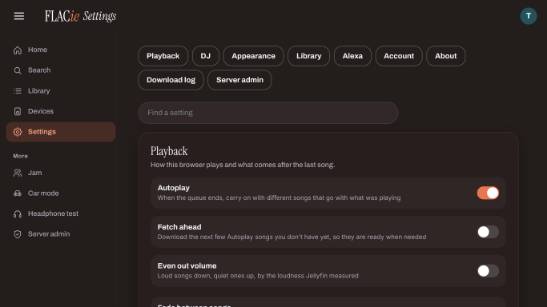 FLACie Settings
T
Home
Search
Library
Devices
Settings
More
Jam
Car mode
Headphone test
Server admin
Playback DJ Appearance Library Alexa Account About
Download log Server admin
Find a setting
Playback
How this browser plays and what comes after the last song.
Autoplay
When the queue ends, carry on with different songs that go with what was playing
Fetch ahead
Download the next few Autoplay songs you don't have yet, so they are ready when needed
Even out volume
Loud songs down, quiet ones up, by the loudness Jellyfin measured